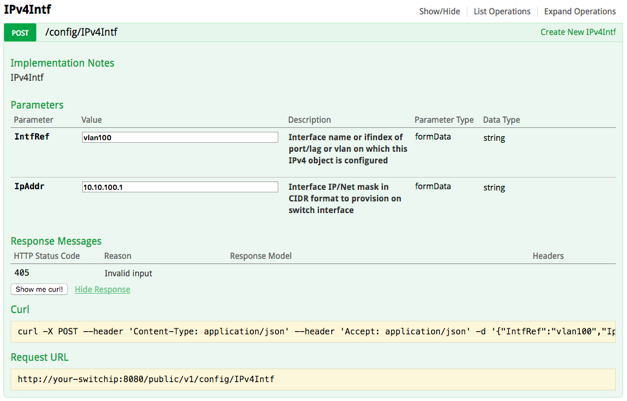 IPv4Intf
Show/Hide List Operations Expand Operations
POST /config/IPv4Intf Create New IPv4Intf
Implementation Notes
IPv4Intf
Parameters
Parameter Value Description Parameter Type Data Type
IntfRef vlan100 Interface name or ifindex of formData string
port/lag or vlan on which this
IPv4 object is configured
IpAddr 10.10.100.1 Interface IP/Net mask in formData string
CIDR format to provision on
switch interface
Response Messages
HTTP Status Code Reason Response Model Headers
405 Invalid input
Show me curl! Hide Response
Curl
curl -X POST --header 'Content-Type: application/json' --header 'Accept: application/json' -d '{"IntfRef":"vlan100","Ip
Request URL
http://your-switchip:8080/public/v1/config/IPv4Intf